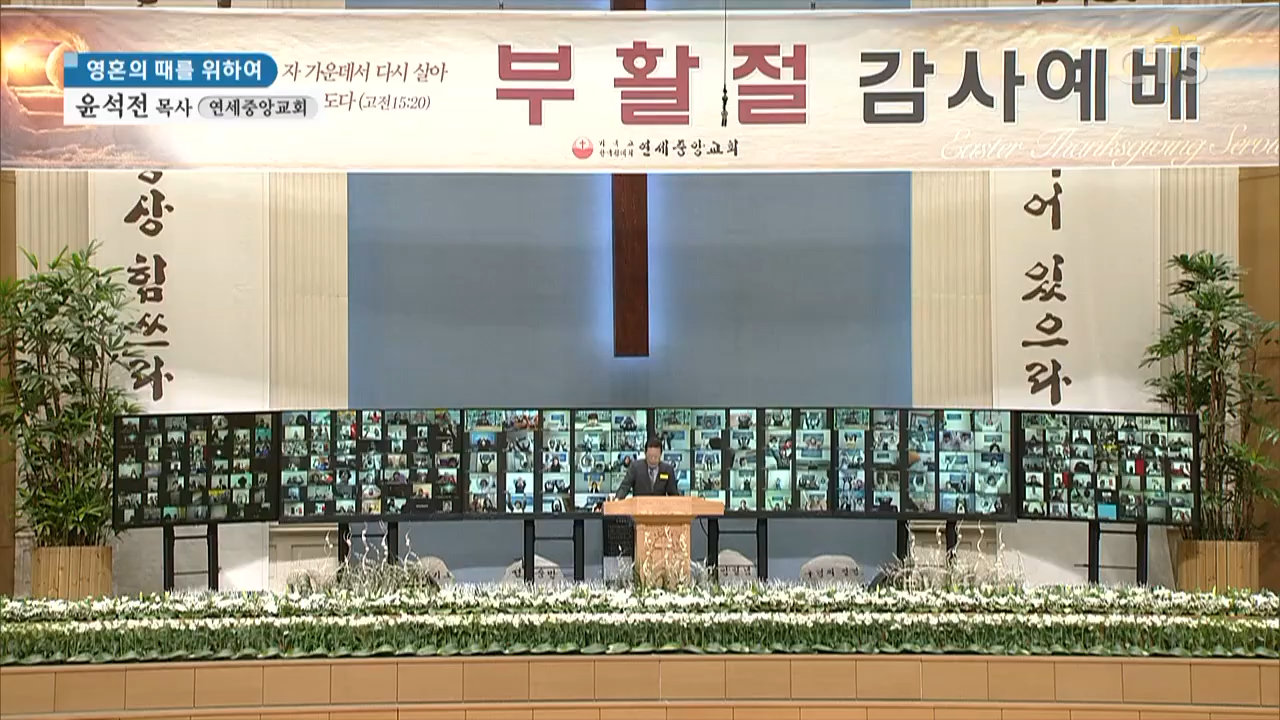 영혼의 때를 위하여
자 가운데서 다시 살아
윤석전 목사 연세중앙교회
도다 (고전15:20)
부활절 감사예배
CTS
연세중앙교회
Easter Thanksgiving Servi
상 함쓰라
어 있으라